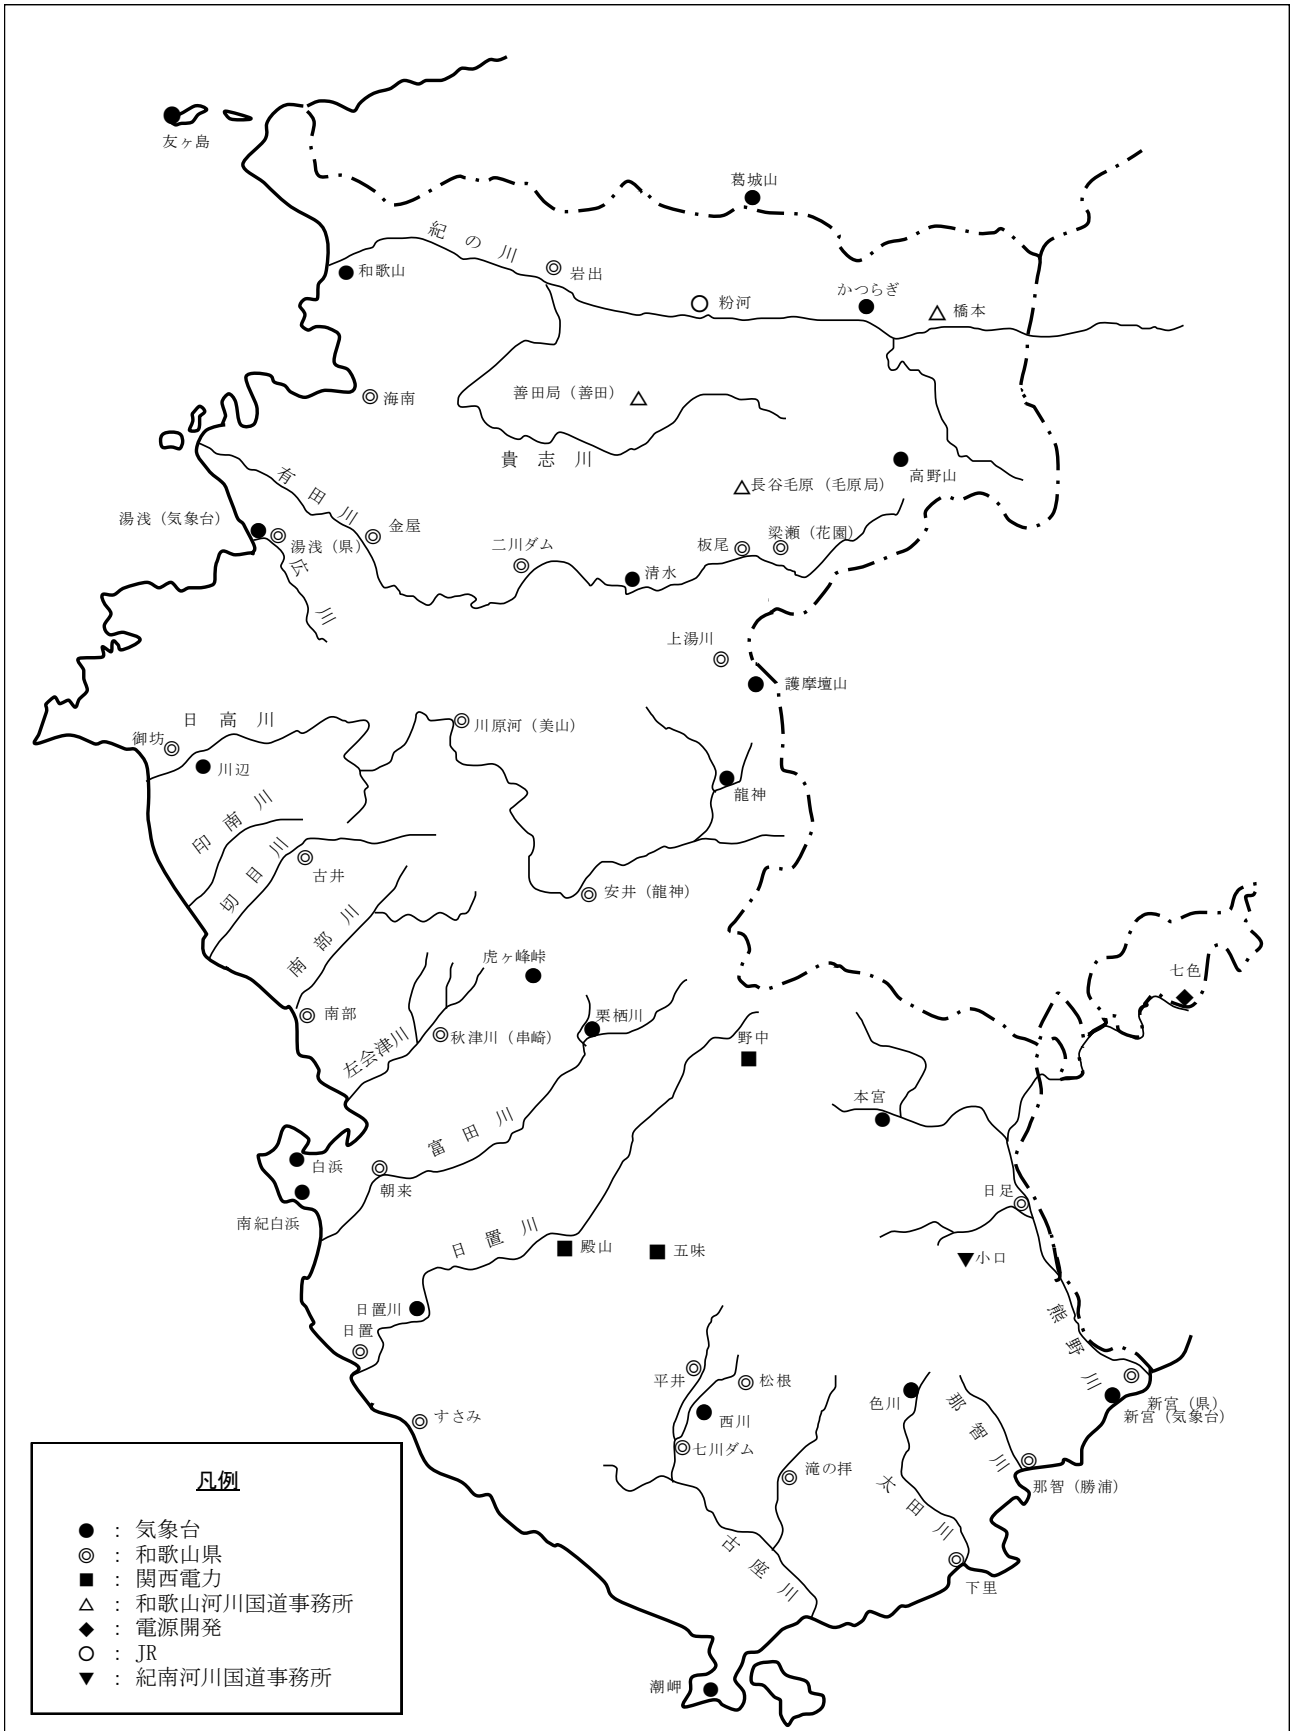 友ヶ島
葛城山
紀の川
和歌山
岩出
粉河
かつらぎ
橋本
海南
善田局（善田）
貴志川
高野山
長谷毛原（毛原局）
有田川
湯浅（気象台）
湯浅（県）
金屋
広川
二川ダム
清水
板尾
梁瀬（花園）
上湯川
護摩壇山
日高川
御坊
川辺
川原河（美山）
龍神
印南川
切目川
古井
安井（龍神）
南部川
南部
虎ヶ峰峠
七色
左会津川
秋津川（串崎）
栗栖川
野中
本宮
富田川
白浜
朝来
南紀白浜
日足
日置川
殿山
五味
小口
日置川
日置
熊野川
平井
松根
色川
那智川
新宮（県）
新宮（気象台）
すさみ
西川
七川ダム
滝の拝
太田川
那智（勝浦）
古座川
下里
潮岬
凡例
● ： 気象台
◎ ： 和歌山県
■ ： 関西電力
△ ： 和歌山河川国道事務所
◆ ： 電源開発
○ ： JR
▼ ： 紀南河川国道事務所